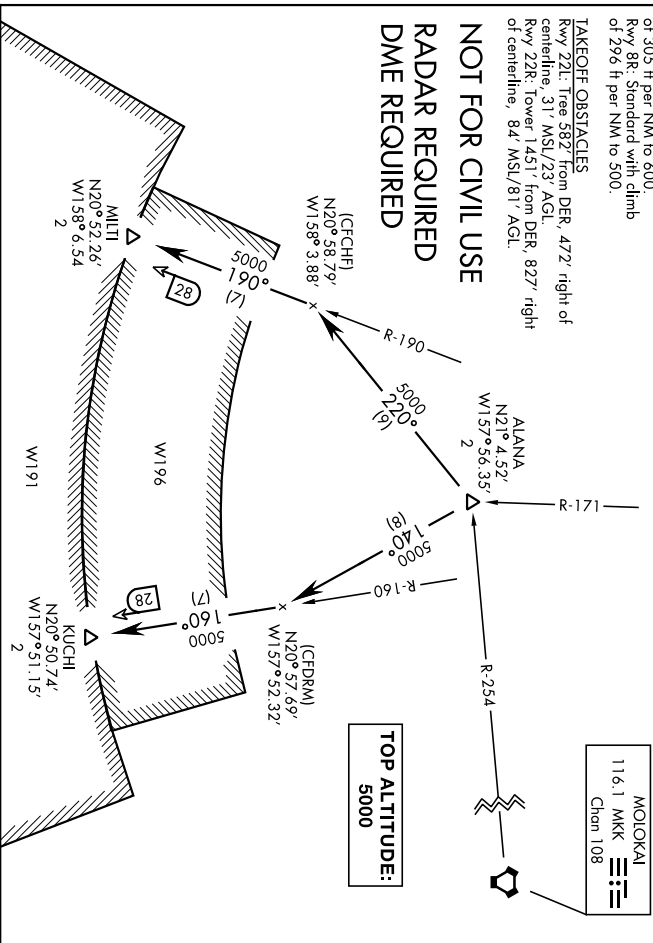 of 305 ft per NM to 600.
Rwy 8R: Standard with climb
of 296 ft per NM to 500.
TAKEOFF OBSTACLES
Rwy 22L: Tree 582' from DER, 472' right of
centerline, 31' MSL/23' AGL.
Rwy 22R: Tower 1451' from DER, 827' right
of centerline, 84' MSL/81' AGL.
NOT FOR CIVIL USE
RADAR REQUIRED
DME REQUIRED
MOLOKAI
116.1 MKK
Chan 108
R-254
R-171
ALANA
N21° 4.52'
W157° 56.35'
2
5000
220°
(9)
5000
140°
(8)
R-190
R-160
(CFCHF)
N20° 58.79'
W158° 3.88'
(CFDRM)
N20° 57.69'
W157° 52.32'
TOP ALTITUDE:
5000
5000
190°
(7)
28
5000
160°
(7)
28
MILTI
N20° 52.26'
W158° 6.54
2
KUCHI
N20° 50.74'
W157° 51.15'
2
W196
W191